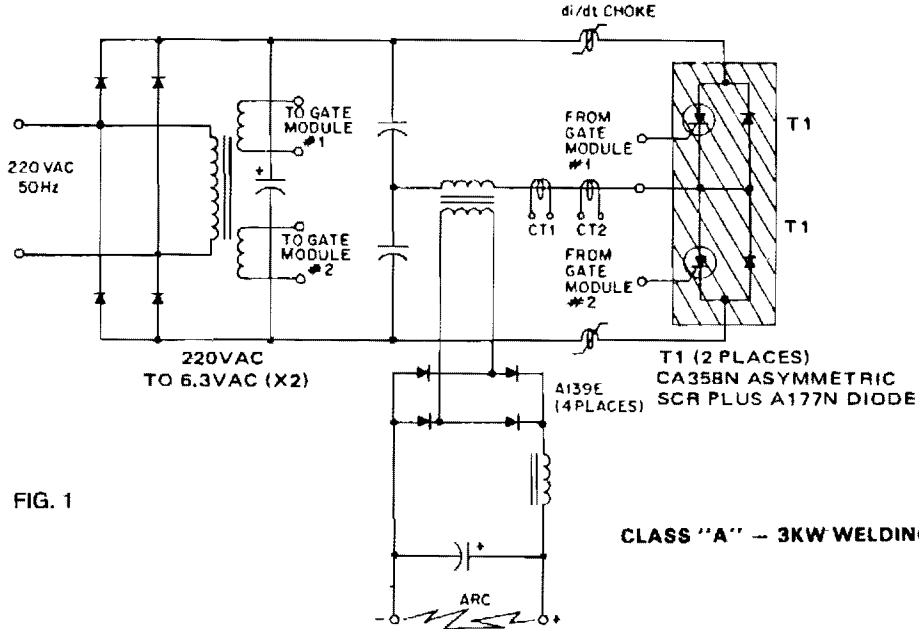 di/dt CHOKE
TO GATE
MODULE
#1
220 VAC
50Hz
+
TO GATE
MODULE
#2
FROM
GATE
MODULE
#1
T1
CT1
CT2
T1
FROM
GATE
MODULE
#2
220VAC
TO 6.3VAC (X2)
T1 (2 PLACES)
CA358N ASYMMETRIC
SCR PLUS A177N DIODE
A139E
(4 PLACES)
FIG. 1
CLASS "A" – 3KW WELDING
+
ARC
-
+